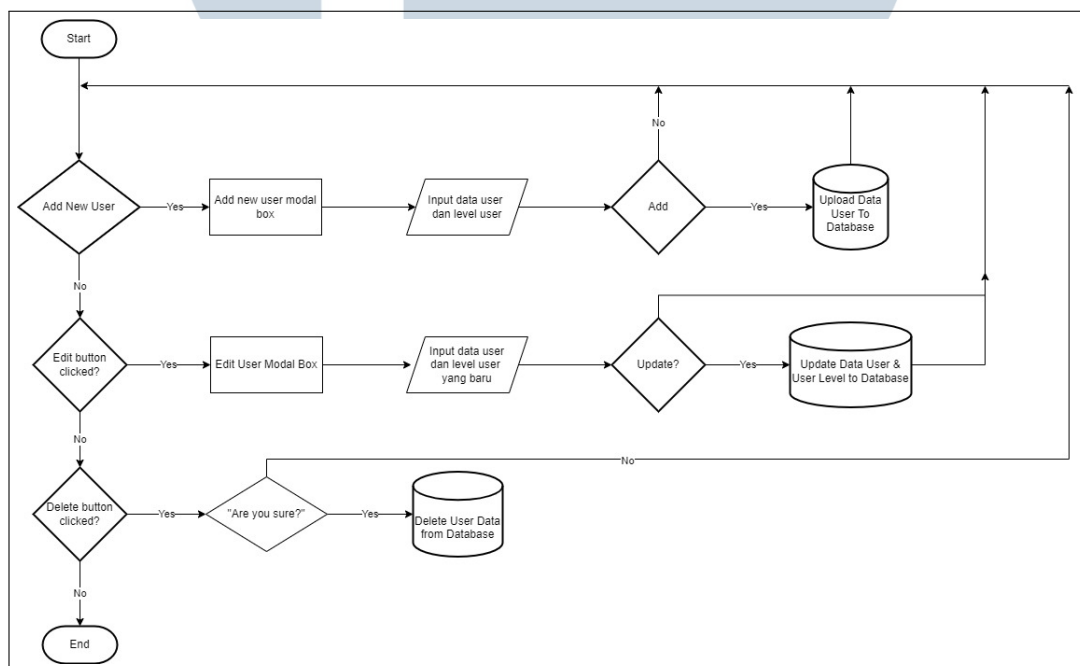 Start
No
Add New User
Yes
Add new user modal
box
Input data user
dan level user
Add
Yes
Upload Data
User To
Database
No
Edit button
clicked?
Yes
Edit User Modal Box
Input data user
dan level user
yang baru
Update?
Yes
Update Data User &
User Level to Database
No
No
Delete button
clicked?
Yes
"Are you sure?"
Yes
Delete User Data
from Database
No
End